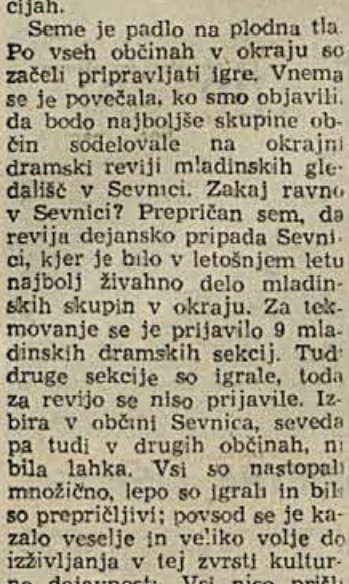 cijah.
Seme je padlo na plodna tla
Po vseh občinah v okraju so
začeli pripravljati igre. Vnema
se je povečala, ko smo objavili,
da bodo najboljše skupine ob-
čin sodelovale na okrajni
dramski reviji mladinskih gle-
dališč v Sevnici. Zakaj ravno
v Sevnici? Prepričan sem, da
revija dejansko pripada Sevni-
ci, kjer je bilo v letošnjem letu
najbolj živahno delo mladin-
skih skupin v okraju. Za tek-
movanje se je prijavilo 9 mla-
dinskih dramskih sekcij. Tud
druge sekcije so igrale, toda
za revijo se niso prijavile. Iz-
bira v občini Sevnica, seveda
pa tudi v drugih občinah, ni
bila lahka. Vsi so nastopali
množično, lepo so igrali in bili
so prepričljivi; povsod se je ka-
zalo veselje in veliko volje do
izživljanja v tej zvrsti kultur-
ne dejavnosti. Vsi niso